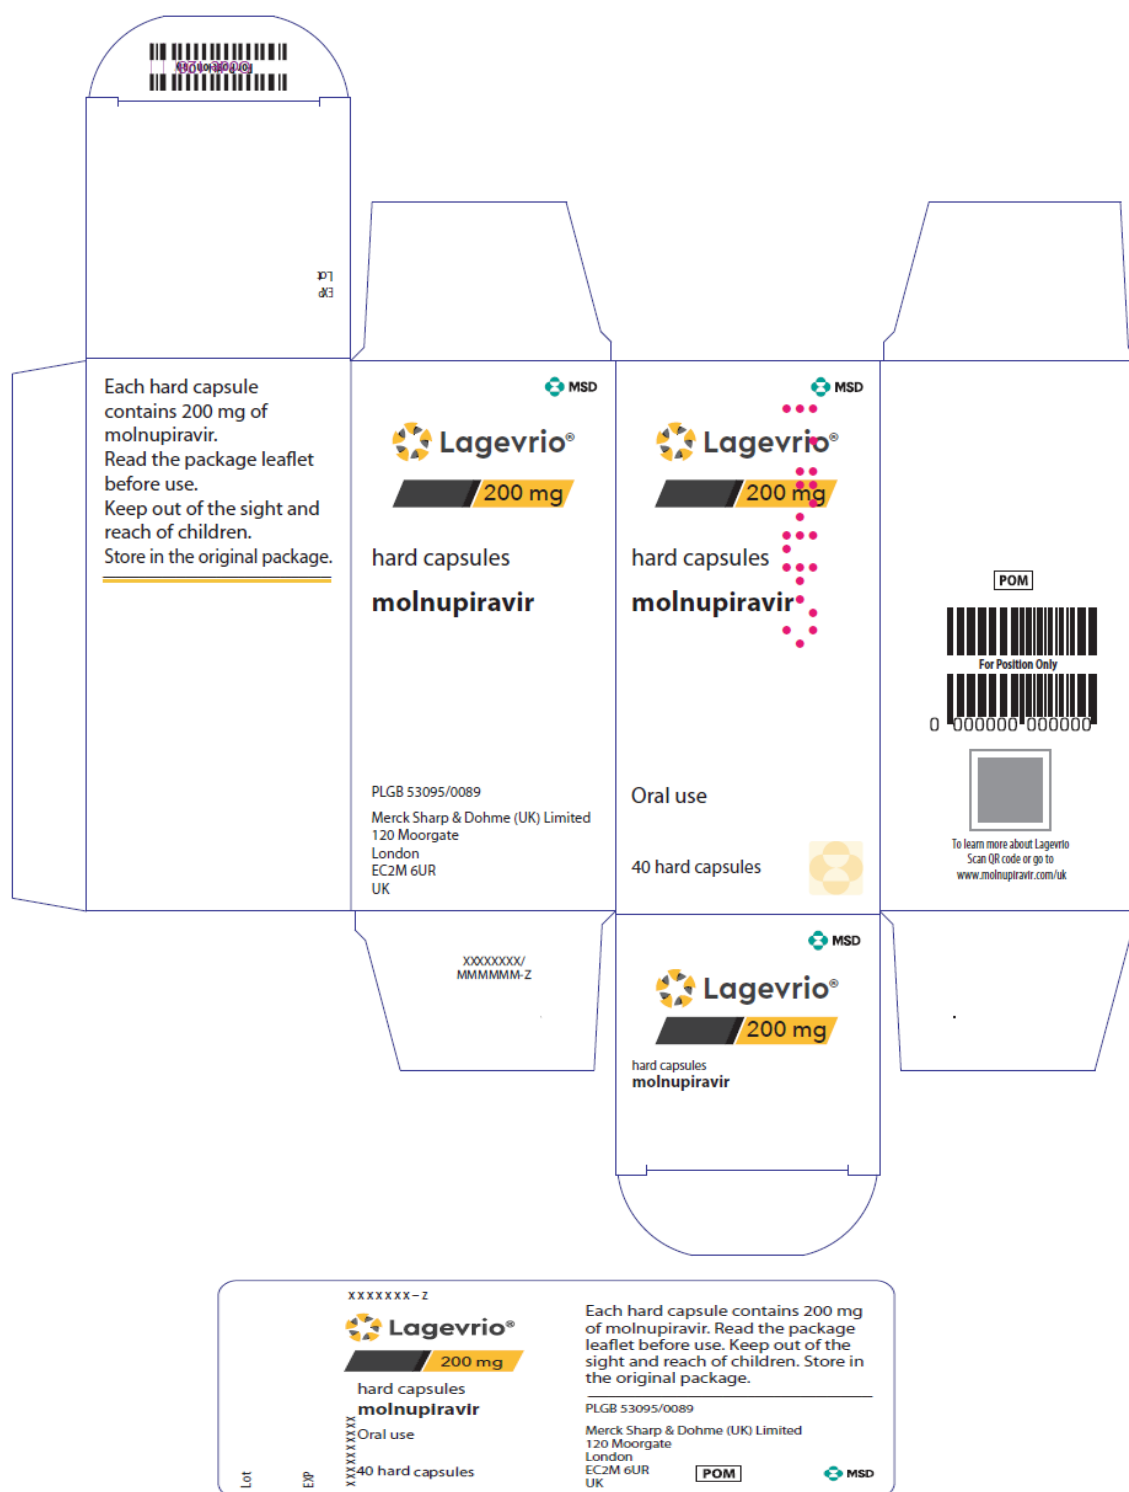 For Position Only
Lot
EXP
Each hard capsule
contains 200 mg of
molnupiravir.
Read the package leaflet
before use.
Keep out of the sight and
reach of children.
Store in the original package.
MSD
Lagevrio®
200 mg
hard capsules
molnupiravir
PLGB 53095/0089
Merck Sharp & Dohme (UK) Limited
120 Moorgate
London
EC2M 6UR
UK
XXXXXXXX/
MMMMMM-Z
MSD
Lagevrio®
200 mg
hard capsules
molnupiravir
Oral use
40 hard capsules
POM
For Position Only
0 000000 000000
To learn more about Lagevrio
Scan QR code or go to
www.molnupiravir.com/uk
MSD
Lagevrio®
200 mg
hard capsules
molnupiravir
Lot
EXP
XXXXXXX-Z
Lagevrio®
200 mg
hard capsules
molnupiravir
Oral use
40 hard capsules
Each hard capsule contains 200 mg
of molnupiravir. Read the package
leaflet before use. Keep out of the
sight and reach of children. Store in
the original package.
PLGB 53095/0089
Merck Sharp & Dohme (UK) Limited
120 Moorgate
London
EC2M 6UR
UK
POM
MSD